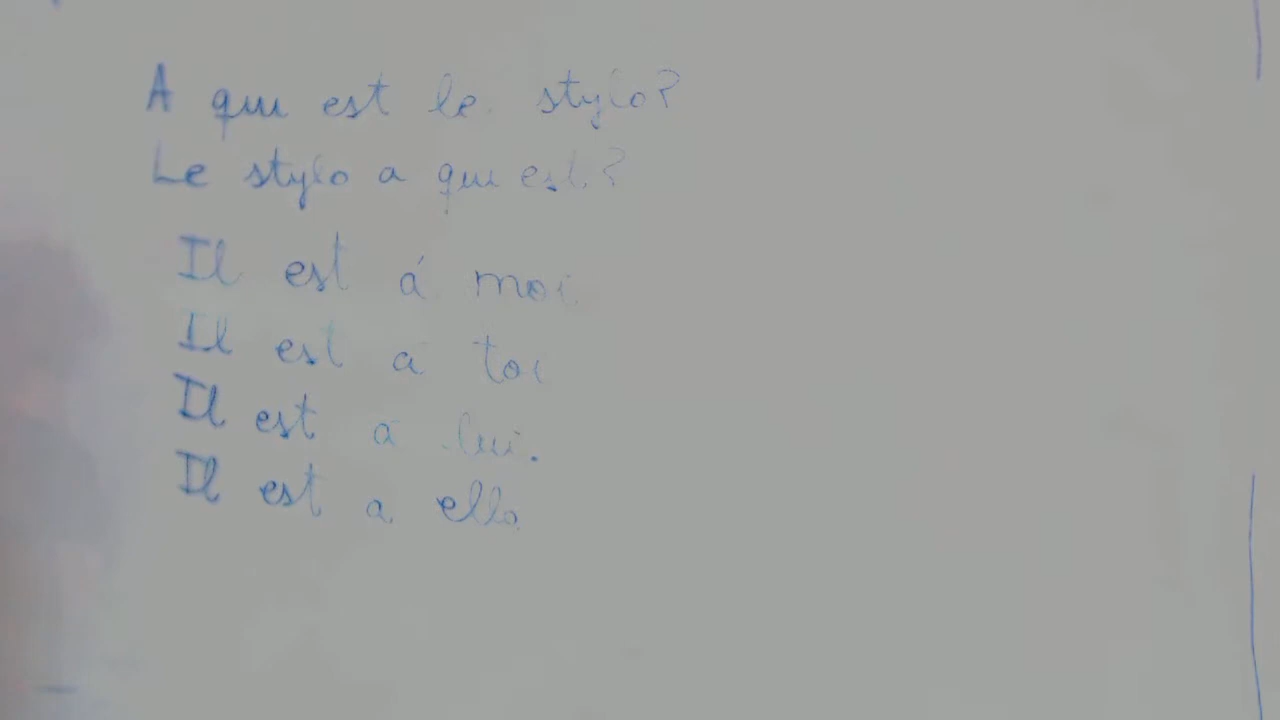 A qui est le stylo?
Le stylo a qui est?
Il est á moi
Il est a toi
Il est a lui.
Il est a elle